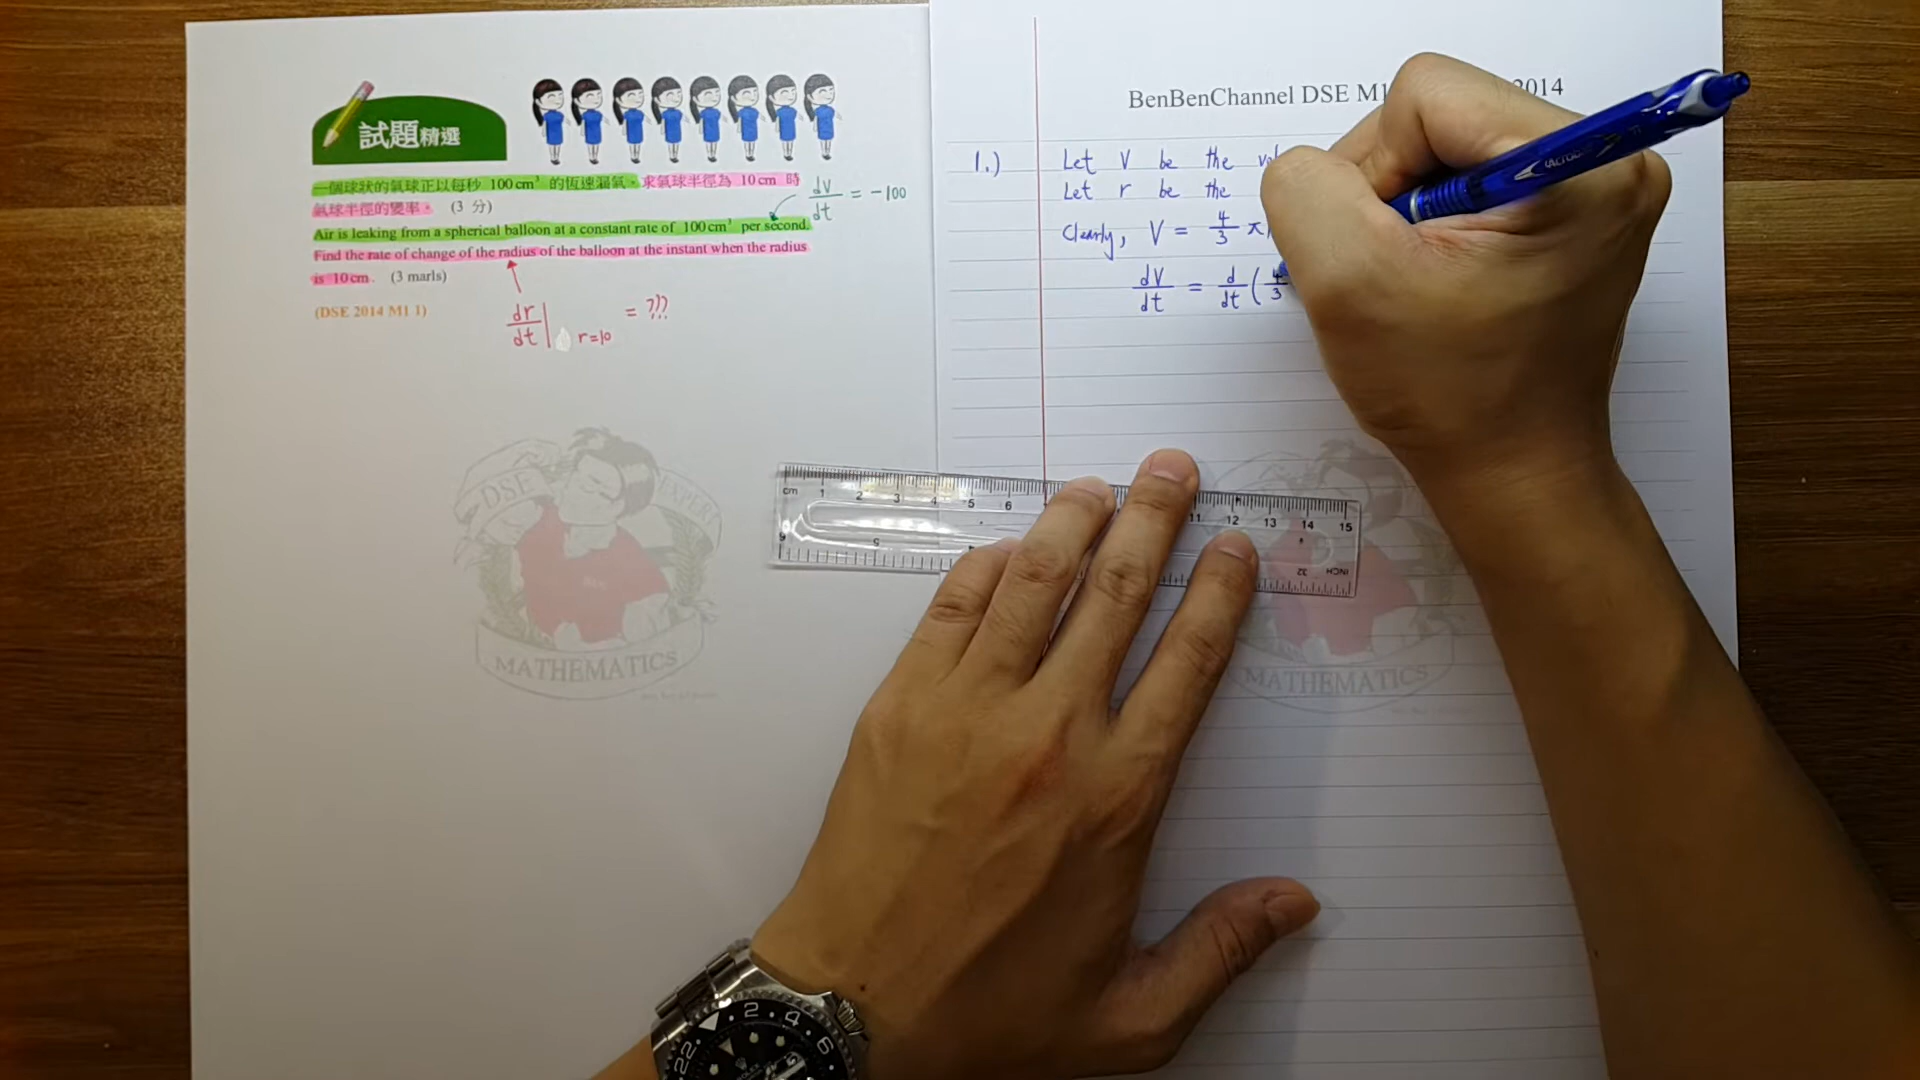 試題精選
一個球狀的氣球正以每秒 100 cm³ 的恆速漏氣。求氣球半徑為 10 cm 時
氣球半徑的變率。 (3 分)
Air is leaking from a spherical balloon at a constant rate of 100 cm³ per second.
Find the rate of change of the radius of the balloon at the instant when the radius
is 10 cm. (3 marls)
(DSE 2014 M1 1)
dV/dt = -100
dr/dt | r=10 = ???
DSE EXPERT
MATHEMATICS
BenBenChannel DSE M1 2014
1.) Let V be the
Let r be the
Clearly, V = 4/3 π
dV/dt = d/dt (4/3
MATHEMATICS
cm 1 2 3 4 5 6 11 12 13 14 15
INCH
22 2 4 6